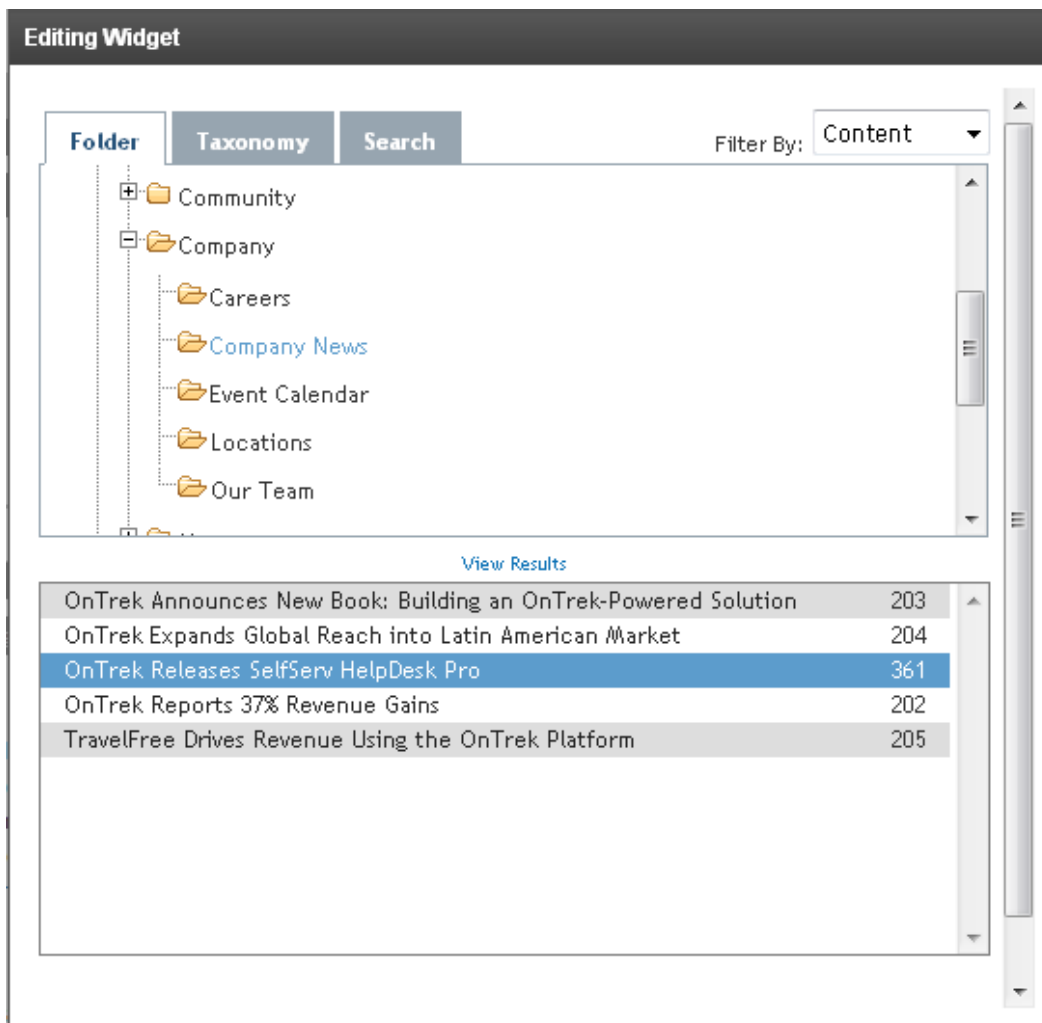 Editing Widget
Folder Taxonomy Search Filter By: Content
Community
Company
Careers
Company News
Event Calendar
Locations
Our Team
View Results
OnTrek Announces New Book: Building an OnTrek-Powered Solution 203
OnTrek Expands Global Reach into Latin American Market 204
OnTrek Releases SelfServ HelpDesk Pro 361
OnTrek Reports 37% Revenue Gains 202
TravelFree Drives Revenue Using the OnTrek Platform 205